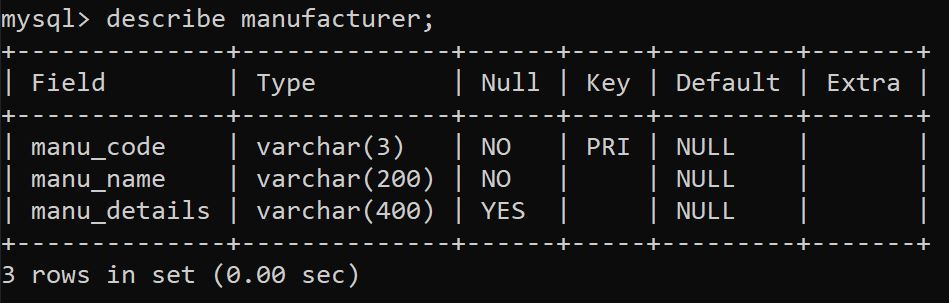 mysql> describe manufacturer;
+--------------+--------------+------+-----+---------+-------+
| Field        | Type         | Null | Key | Default | Extra |
+--------------+--------------+------+-----+---------+-------+
| manu_code    | varchar(3)   | NO   | PRI | NULL    |       |
| manu_name    | varchar(200) | NO   |     | NULL    |       |
| manu_details | varchar(400) | YES  |     | NULL    |       |
+--------------+--------------+------+-----+---------+-------+
3 rows in set (0.00 sec)